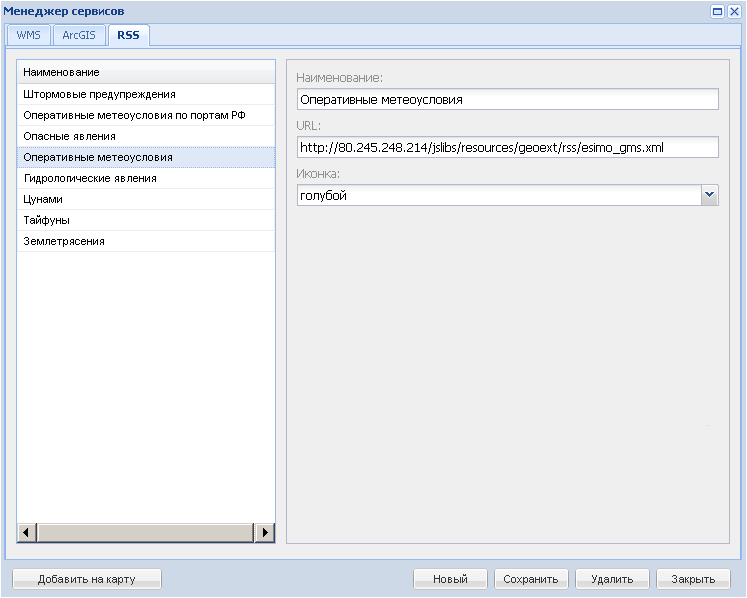 Менеджер сервисов
WMS ArcGIS RSS
Наименование
Штормовые предупреждения
Оперативные метеоусловия по портам РФ
Опасные явления
Оперативные метеоусловия
Гидрологические явления
Цунами
Тайфуны
Землетрясения
Наименование:
Оперативные метеоусловия
URL:
http://80.245.248.214/jslibs/resources/geoext/rss/esimo_gms.xml
Иконка:
голубой
Добавить на карту Новый Сохранить Удалить Закрыть